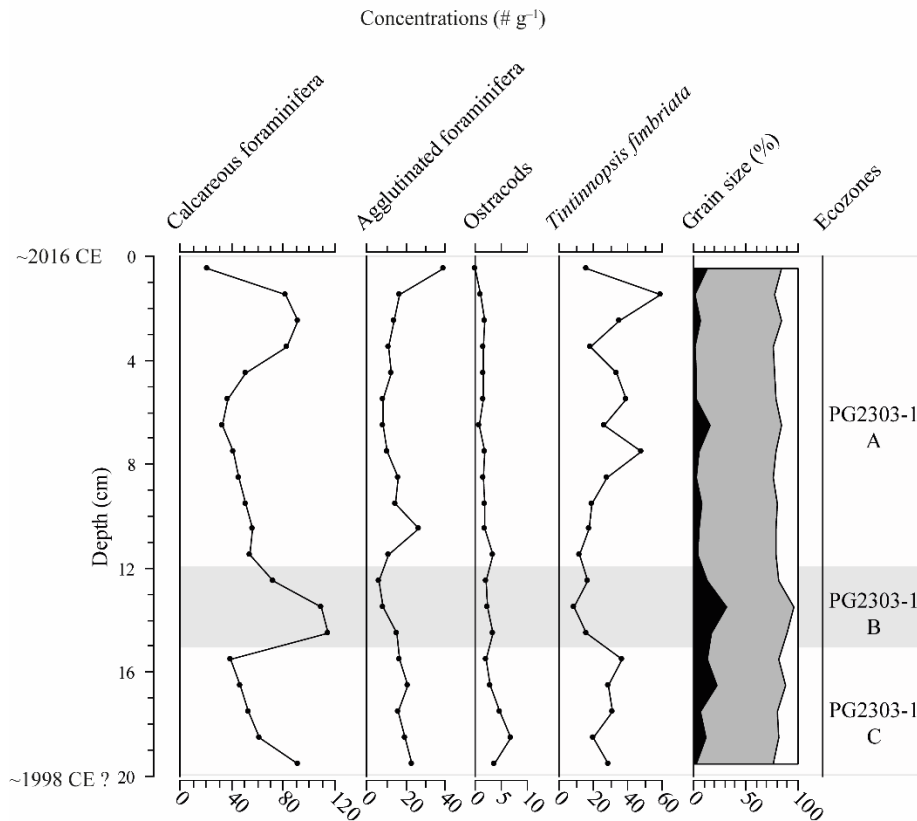 Concentrations (# g⁻¹)
Calcareous foraminifera
Agglutinated foraminifera
Ostracods
Tintinnopsis fimbriata
Grain size (%)
Ecozones
~2016 CE
0
4
8
12
16
20
Depth (cm)
PG2303-1
A
PG2303-1
B
PG2303-1
C
~1998 CE ?
0 40 80 120
0 20 40
0 5 10
0 20 40 60
0 100